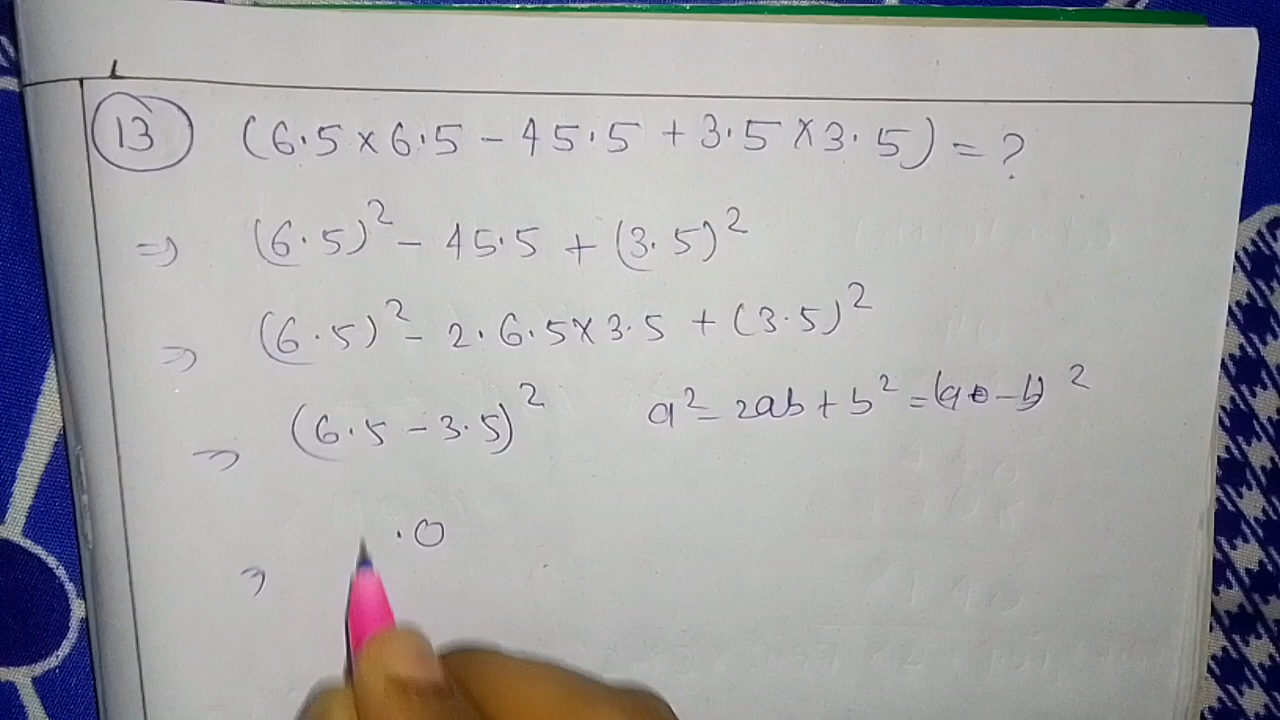 13 (6.5×6.5-45.5+3.5×3.5)=?
⇒ (6.5)² - 45.5 + (3.5)²
⇒ (6.5)² - 2.6.5×3.5 + (3.5)²
⇒ (6.5-3.5)² a²-2ab+b²=(a-b)²
⇒ .0